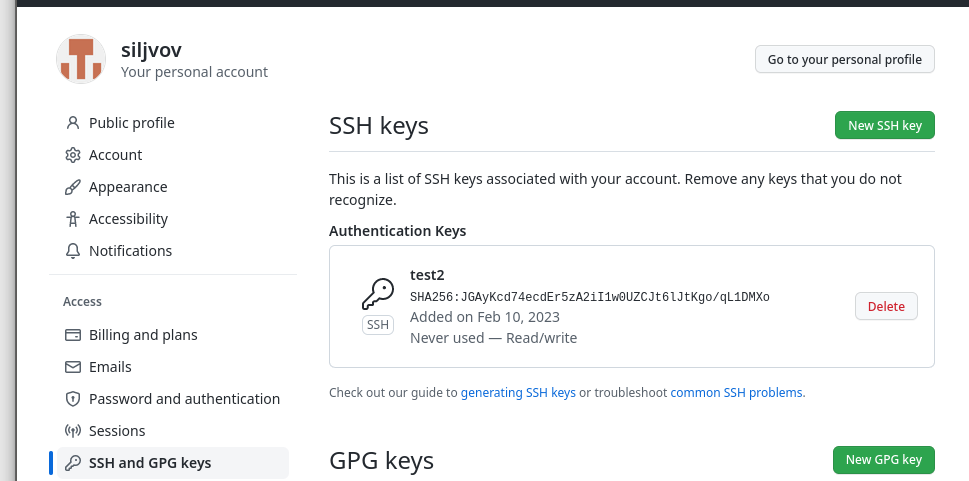 siljvov
Your personal account
Go to your personal profile
Public profile
Account
Appearance
Accessibility
Notifications
Access
Billing and plans
Emails
Password and authentication
Sessions
SSH and GPG keys
SSH keys
New SSH key
This is a list of SSH keys associated with your account. Remove any keys that you do not
recognize.
Authentication Keys
test2
SHA256:JGAyKcd74ecdEr5zA2iI1w0UZCJt6lJtKgo/qL1DMXo
Added on Feb 10, 2023
Never used — Read/write
SSH
Delete
Check out our guide to generating SSH keys or troubleshoot common SSH problems.
GPG keys
New GPG key